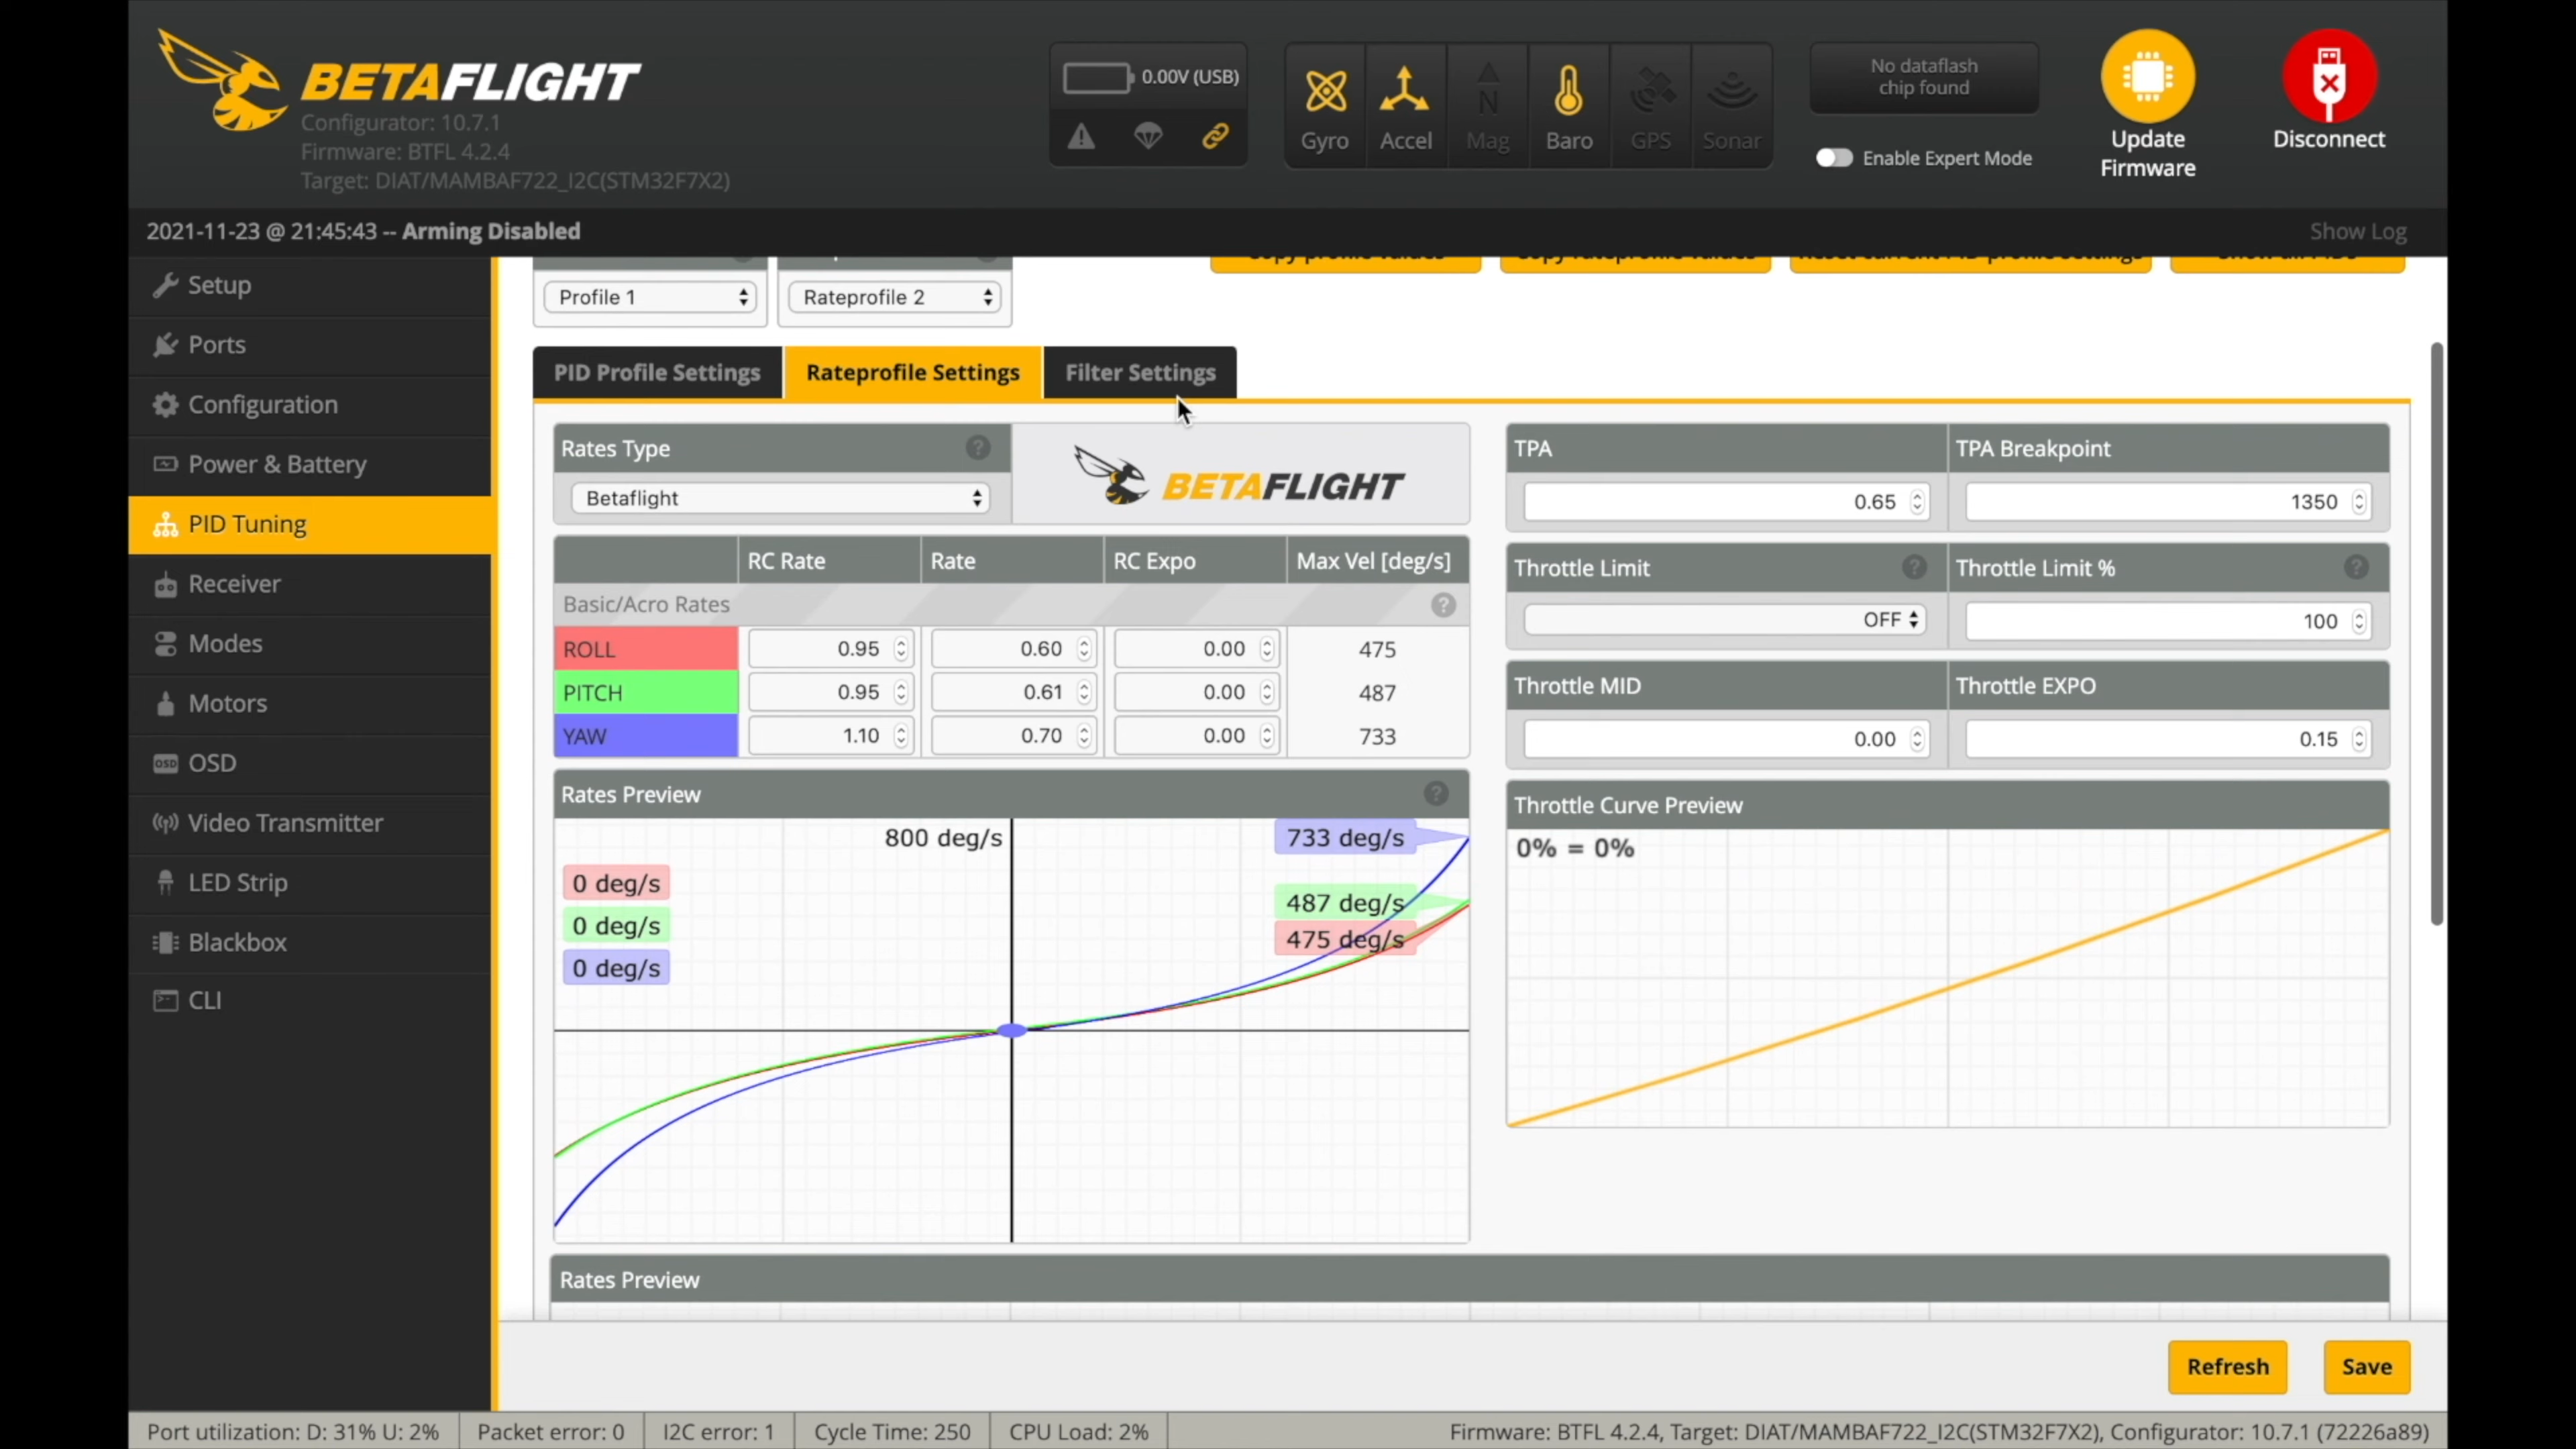 BETAFLIGHT
Configurator: 10.7.1
Firmware: BTFL 4.2.4
Target: DIAT/MAMBAF722_I2C(STM32F7X2)
0.00V (USB)
Gyro
Accel
N
Mag
Baro
GPS
Sonar
No dataflash
chip found
Enable Expert Mode
Update
Firmware
Disconnect
2021-11-23 @ 21:45:43 -- Arming Disabled
Show Log
Setup
Ports
Configuration
Power & Battery
PID Tuning
Receiver
Modes
Motors
OSD
OSD
Video Transmitter
LED Strip
Blackbox
CLI
Profile 1
Rateprofile 2
PID Profile Settings
Rateprofile Settings
Filter Settings
Rates Type
Betaflight
BETAFLIGHT
RC Rate
Rate
RC Expo
Max Vel [deg/s]
Basic/Acro Rates
ROLL 0.95 0.60 0.00 475
PITCH 0.95 0.61 0.00 487
YAW 1.10 0.70 0.00 733
Rates Preview
800 deg/s
733 deg/s
0 deg/s
487 deg/s
0 deg/s
475 deg/s
0 deg/s
TPA
TPA Breakpoint
0.65
1350
Throttle Limit
Throttle Limit %
OFF
100
Throttle MID
Throttle EXPO
0.00
0.15
Throttle Curve Preview
0% = 0%
Rates Preview
Refresh
Save
Port utilization: D: 31% U: 2%
Packet error: 0
I2C error: 1
Cycle Time: 250
CPU Load: 2%
Firmware: BTFL 4.2.4, Target: DIAT/MAMBAF722_I2C(STM32F7X2), Configurator: 10.7.1 (72226a89)